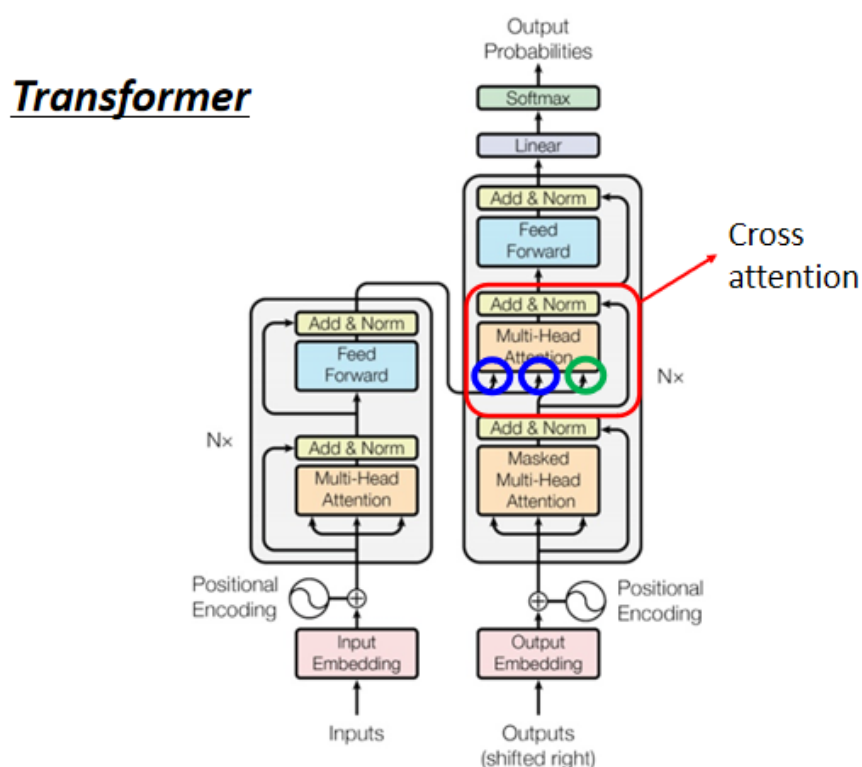 Transformer
Output
Probabilities
Softmax
Linear
Add & Norm
Feed
Forward
Add & Norm
Multi-Head
Attention
Cross
attention
Nx
Add & Norm
Masked
Multi-Head
Attention
Add & Norm
Feed
Forward
Nx
Add & Norm
Multi-Head
Attention
Positional
Encoding
Positional
Encoding
Input
Embedding
Output
Embedding
Inputs
Outputs
(shifted right)